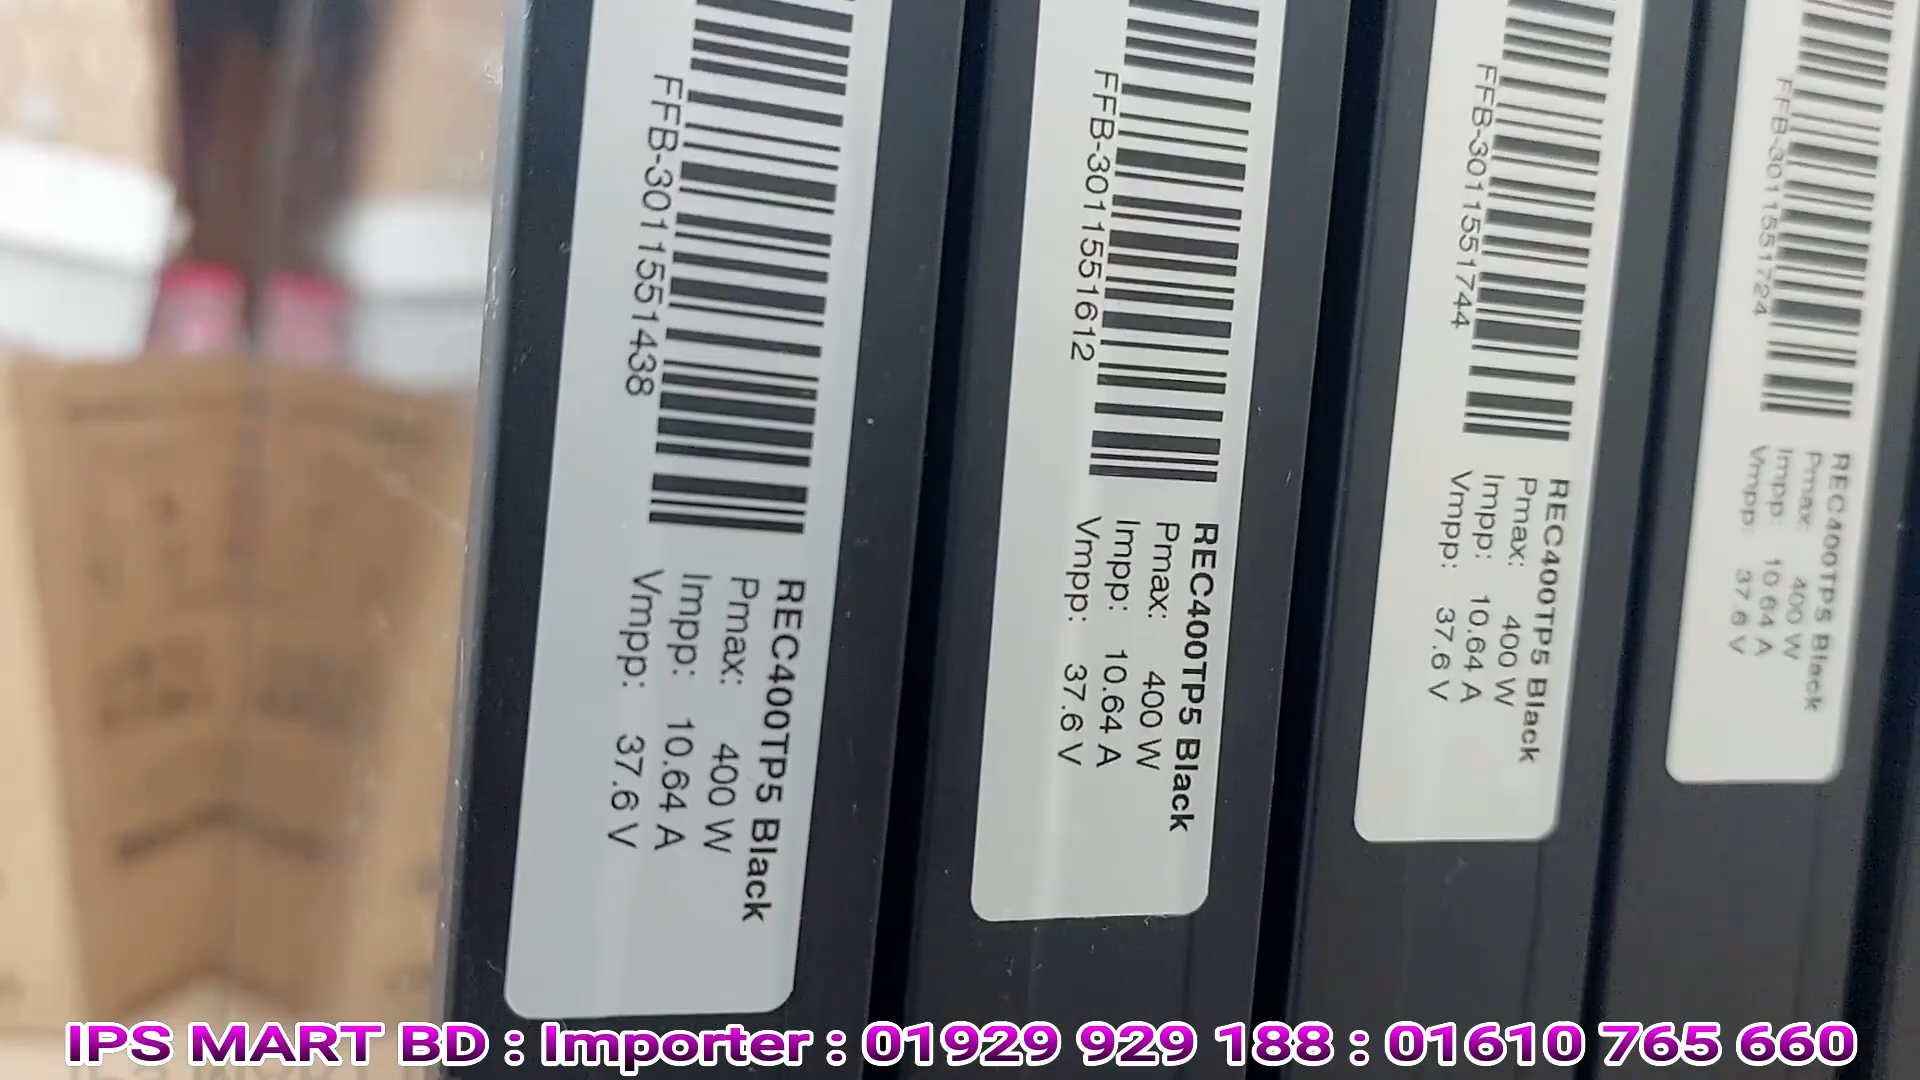 FFB-3011551438
REC400TP5 Black
Pmax: 400 W
Impp: 10.64 A
Vmpp: 37.6 V
FFB-3011551612
REC400TP5 Black
Pmax: 400 W
Impp: 10.64 A
Vmpp: 37.6 V
FFB-3011551744
REC400TP5 Black
Pmax: 400 W
Impp: 10.64 A
Vmpp: 37.6 V
FFB-3011551724
REC400TP5 Black
Pmax: 400 W
Impp: 10.64 A
Vmpp: 37.6 V
IPS MART BD : Importer : 01929 929 188 : 01610 765 660